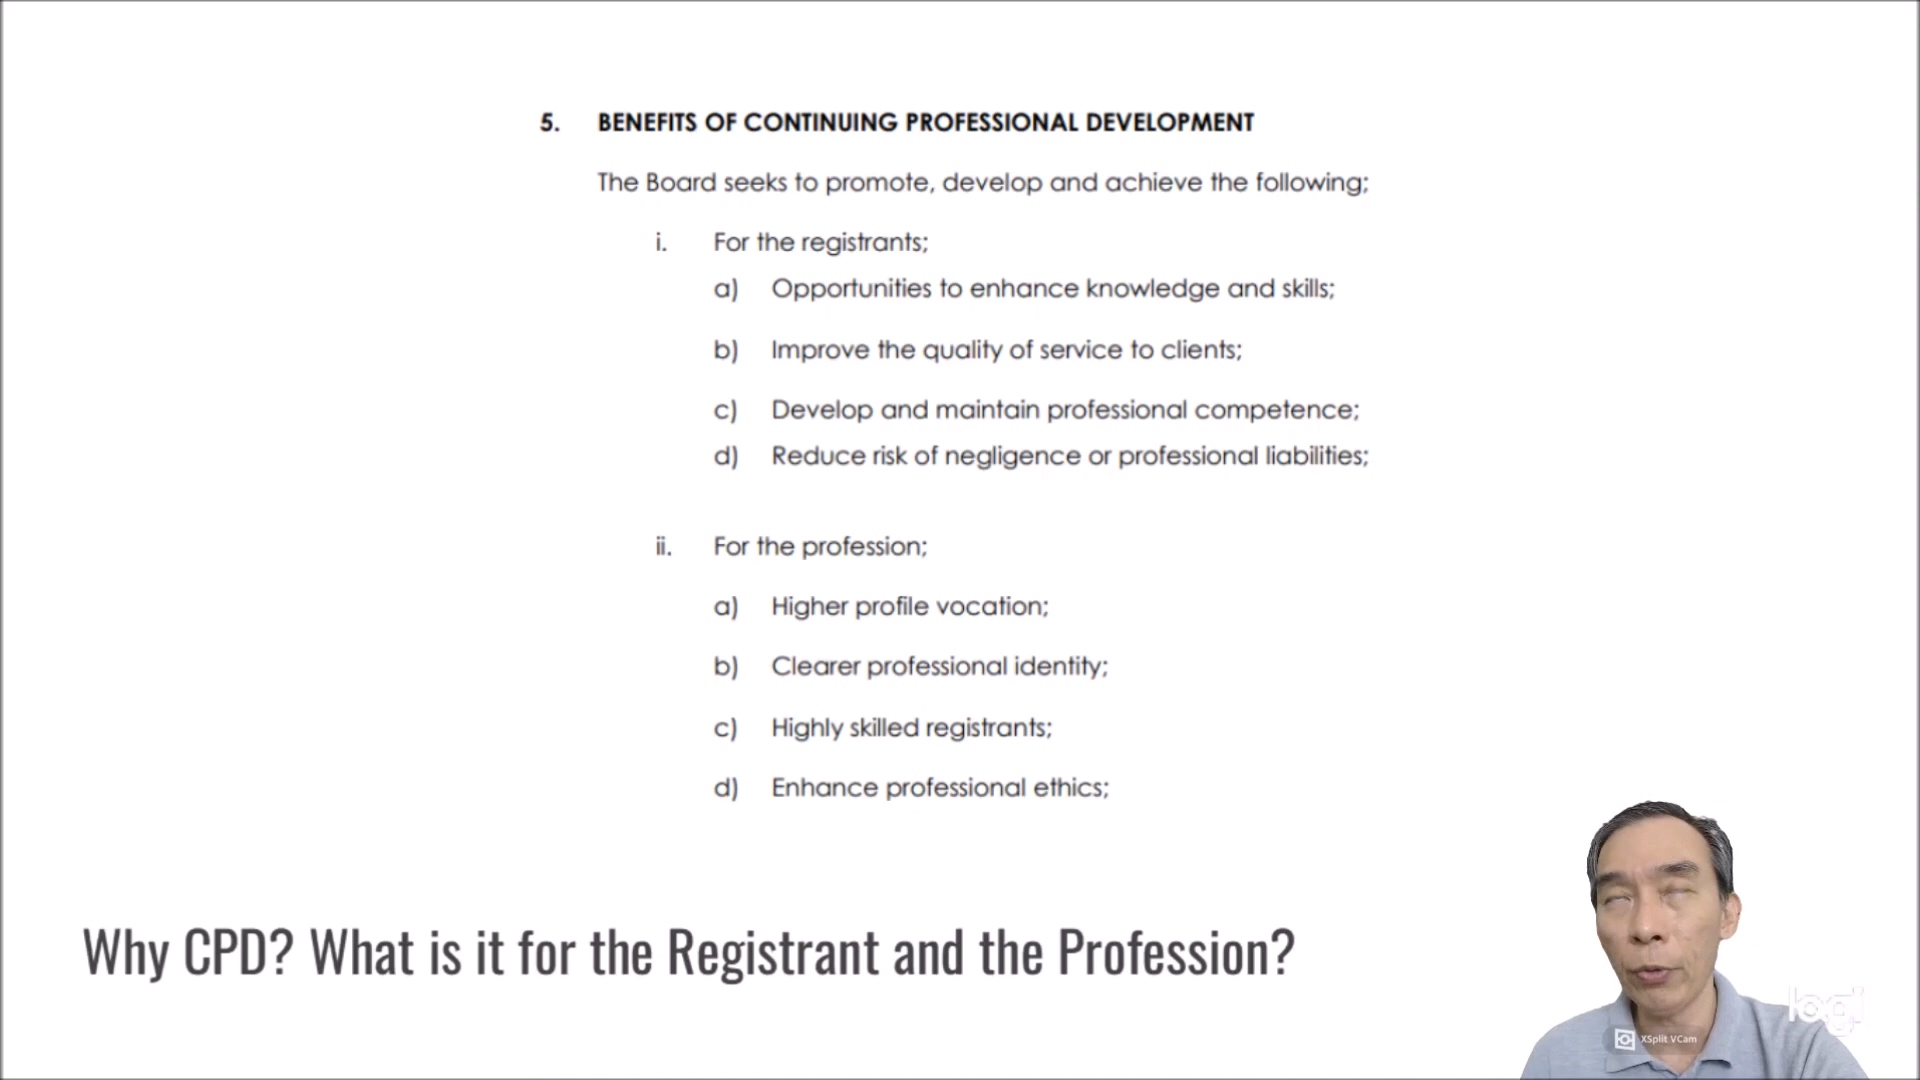 5. BENEFITS OF CONTINUING PROFESSIONAL DEVELOPMENT
The Board seeks to promote, develop and achieve the following;
i. For the registrants;
a) Opportunities to enhance knowledge and skills;
b) Improve the quality of service to clients;
c) Develop and maintain professional competence;
d) Reduce risk of negligence or professional liabilities;
ii. For the profession;
a) Higher profile vocation;
b) Clearer professional identity;
c) Highly skilled registrants;
d) Enhance professional ethics;
Why CPD? What is it for the Registrant and the Profession?
logi
XSplit VCam